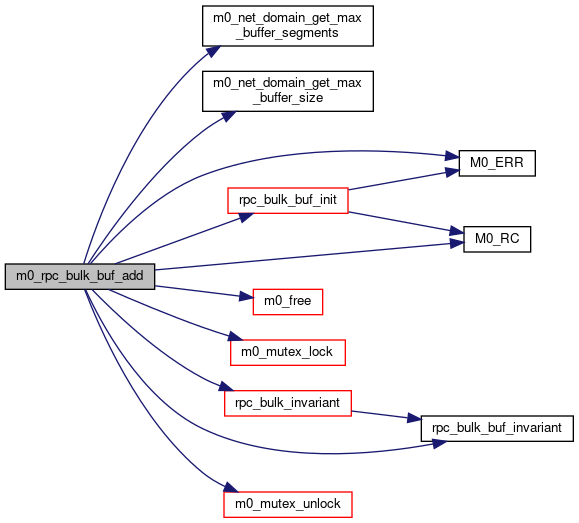 m0_net_domain_get_max
_buffer_segments
m0_net_domain_get_max
_buffer_size
M0_ERR
rpc_bulk_buf_init
M0_RC
m0_rpc_bulk_buf_add
m0_free
m0_mutex_lock
rpc_bulk_invariant
rpc_bulk_buf_invariant
m0_mutex_unlock